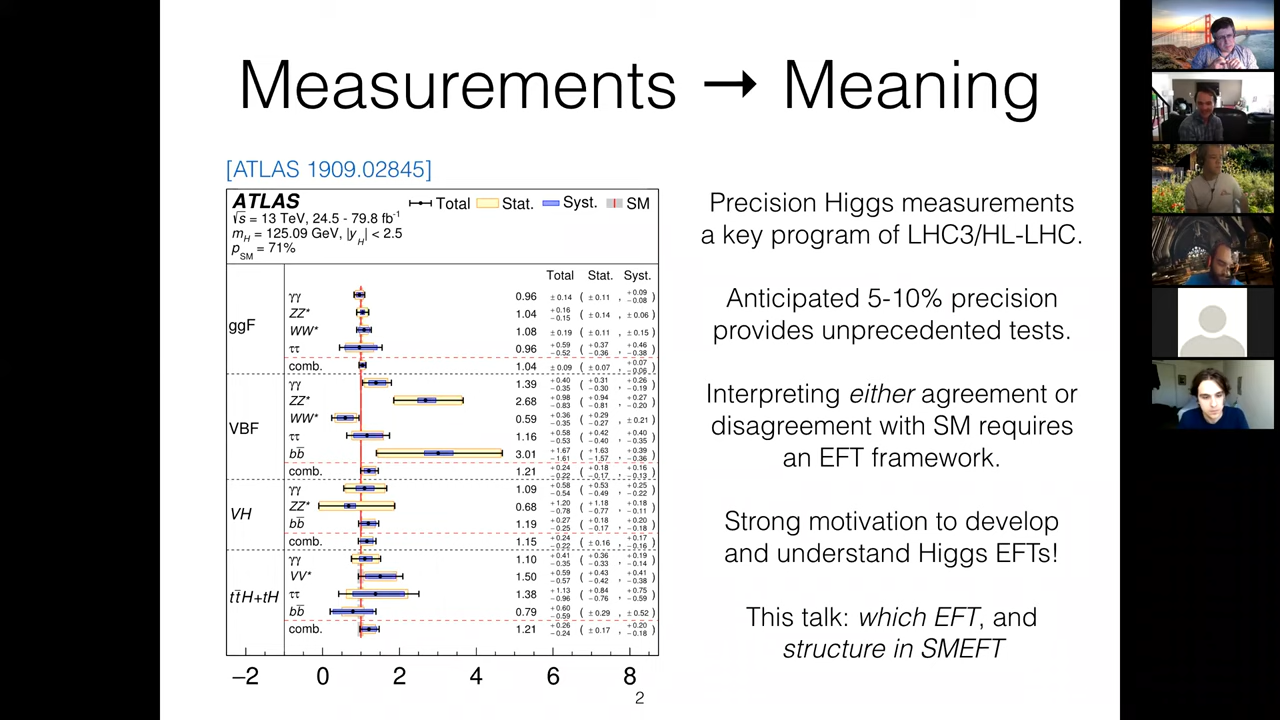 Measurements → Meaning
[ATLAS 1909.02845]
ATLAS
Total Stat. Syst. SM
√s = 13 TeV, 24.5 - 79.8 fb⁻¹
m_H = 125.09 GeV, |y_H| < 2.5
p_SM = 71%
Total Stat. Syst.
ggF
γγ 0.96 ±0.14 ( ±0.11 , +0.09 −0.08 )
ZZ* 1.04 +0.16 −0.15 ( ±0.14 , ±0.06 )
WW* 1.08 ±0.19 ( ±0.11 , ±0.15 )
ττ 0.96 +0.59 −0.52 ( +0.37 −0.36 , +0.46 −0.38 )
comb. 1.04 ±0.09 ( ±0.07 , +0.07 −0.06 )
VBF
γγ 1.39 +0.40 −0.35 ( +0.31 −0.30 , +0.26 −0.19 )
ZZ* 2.68 +0.98 −0.83 ( +0.94 −0.81 , +0.27 −0.20 )
WW* 0.59 +0.36 −0.35 ( +0.29 −0.27 , ±0.21 )
ττ 1.16 +0.58 −0.53 ( +0.42 −0.40 , +0.40 −0.35 )
bb̅ 3.01 +1.67 −1.61 ( +1.63 −1.57 , +0.39 −0.36 )
comb. 1.21 +0.24 −0.22 ( +0.18 −0.17 , +0.16 −0.13 )
VH
γγ 1.09 +0.58 −0.54 ( +0.53 −0.49 , +0.25 −0.22 )
ZZ* 0.68 +1.20 −0.78 ( +1.18 −0.77 , +0.18 −0.11 )
bb̅ 1.19 +0.27 −0.25 ( +0.18 −0.17 , +0.20 −0.18 )
comb. 1.15 +0.24 −0.22 ( ±0.16 , +0.17 −0.16 )
tt̅H+tH
γγ 1.10 +0.41 −0.35 ( +0.36 −0.33 , +0.19 −0.14 )
VV* 1.50 +0.59 −0.57 ( +0.43 −0.42 , +0.41 −0.38 )
ττ 1.38 +1.13 −0.96 ( +0.84 −0.76 , +0.75 −0.59 )
bb̅ 0.79 +0.60 −0.59 ( ±0.29 , ±0.52 )
comb. 1.21 +0.26 −0.24 ( ±0.17 , +0.20 −0.18 )
−2 0 2 4 6 8
Precision Higgs measurements
a key program of LHC3/HL-LHC.
Anticipated 5-10% precision
provides unprecedented tests.
Interpreting either agreement or
disagreement with SM requires
an EFT framework.
Strong motivation to develop
and understand Higgs EFTs!
This talk: which EFT, and
structure in SMEFT
2